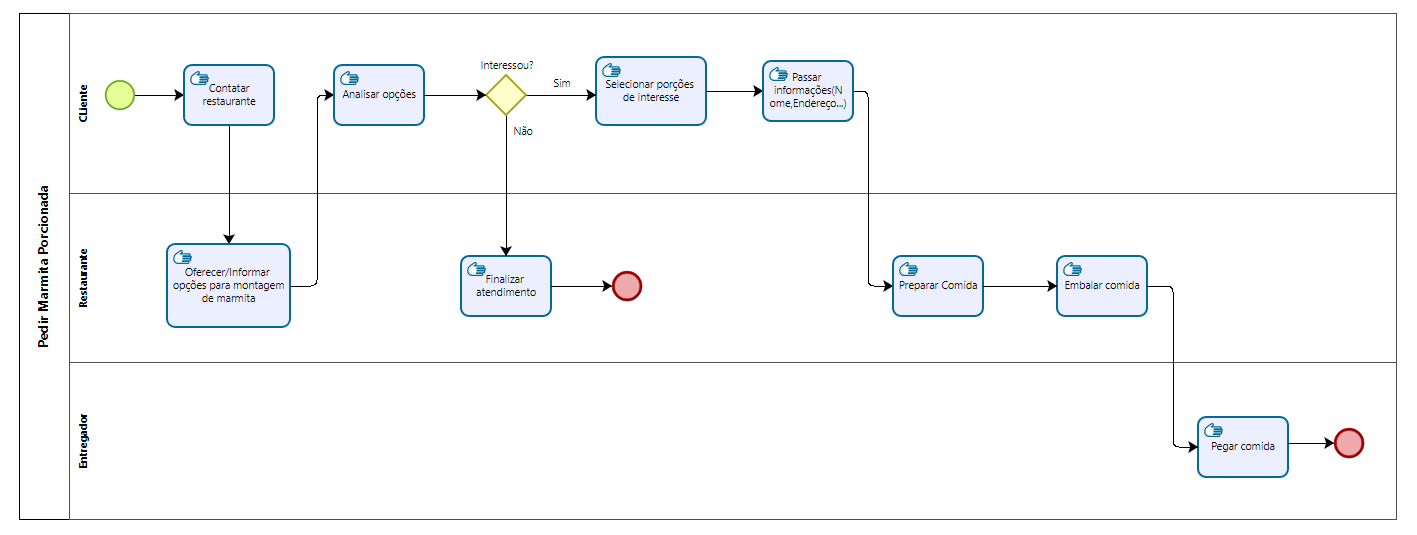 Pedir Marmita Porcionada
CLiente
Contatar
restaurante
Analisar opções
Interessou?
Sim
Não
Selecionar porções
de interesse
Passar
informações(N
ome,Endereço...)
Restaurante
Oferecer/Informar
opções para montagem
de marmita
Finalizar
atendimento
Preparar Comida
Embalar comida
Entregador
Pegar comida